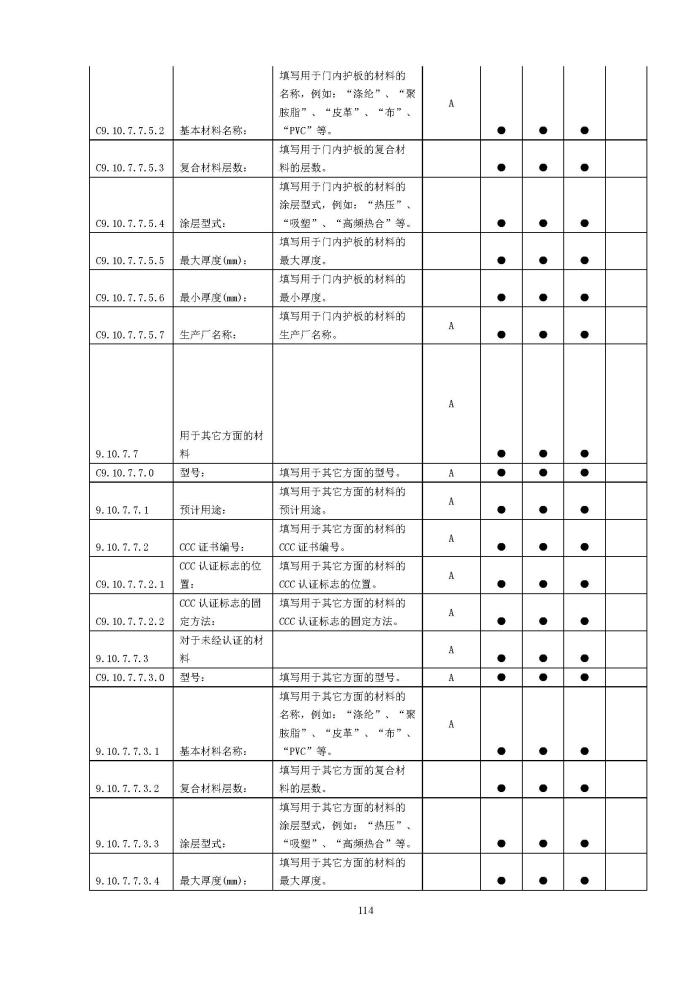 填写用于门内护板的材料的
名称，例如：“涤纶”、“聚
胺脂”、“皮革”、“布”、
C9.10.7.7.5.2 基本材料名称： “PVC”等。 A ● ● ●
填写用于门内护板的复合材
C9.10.7.7.5.3 复合材料层数： 料的层数。 ● ● ●
填写用于门内护板的材料的
涂层型式，例如：“热压”、
C9.10.7.7.5.4 涂层型式： “吸塑”、“高频热合”等。 ● ● ●
填写用于门内护板的材料的
C9.10.7.7.5.5 最大厚度(mm)： 最大厚度。 ● ● ●
填写用于门内护板的材料的
C9.10.7.7.5.6 最小厚度(mm)： 最小厚度。 ● ● ●
填写用于门内护板的材料的
C9.10.7.7.5.7 生产厂名称： 生产厂名称。 A ● ● ●
用于其它方面的材
9.10.7.7 料 A ● ● ●
C9.10.7.7.0 型号： 填写用于其它方面的型号。 A ● ● ●
填写用于其它方面的材料的
9.10.7.7.1 预计用途： 预计用途。 A ● ● ●
填写用于其它方面的材料的
9.10.7.7.2 CCC 证书编号： CCC 证书编号。 A ● ● ●
CCC 认证标志的位 填写用于其它方面的材料的
C9.10.7.7.2.1 置： CCC 认证标志的位置。 A ● ● ●
CCC 认证标志的固 填写用于其它方面的材料的
C9.10.7.7.2.2 定方法： CCC 认证标志的固定方法。 A ● ● ●
对于未经认证的材
9.10.7.7.3 料 A ● ● ●
C9.10.7.7.3.0 型号： 填写用于其它方面的型号。 A ● ● ●
填写用于其它方面的材料的
名称，例如：“涤纶”、“聚
胺脂”、“皮革”、“布”、
9.10.7.7.3.1 基本材料名称： “PVC”等。 A ● ● ●
填写用于其它方面的复合材
9.10.7.7.3.2 复合材料层数： 料的层数。 ● ● ●
填写用于其它方面的材料的
涂层型式，例如：“热压”、
9.10.7.7.3.3 涂层型式： “吸塑”、“高频热合”等。 ● ● ●
填写用于其它方面的材料的
9.10.7.7.3.4 最大厚度(mm)： 最大厚度。 ● ● ●
114